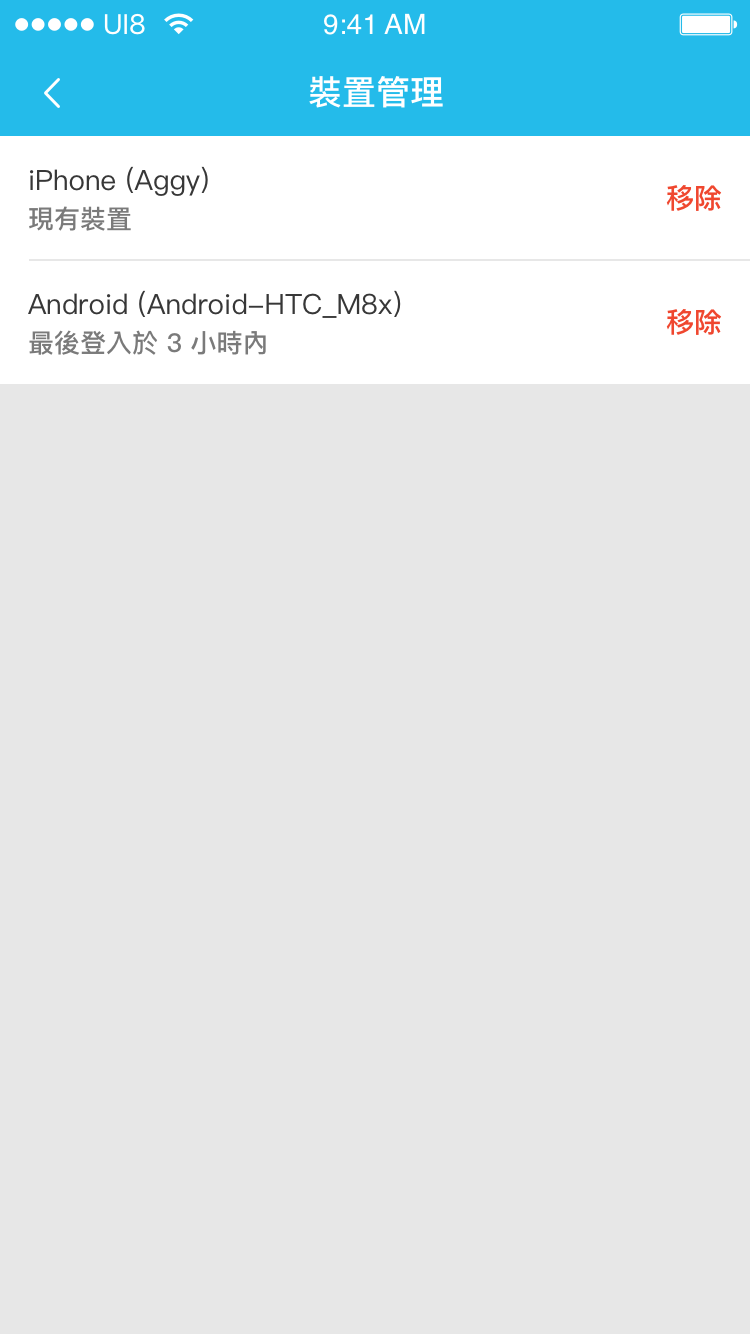 UI8 9:41 AM
裝置管理
iPhone (Aggy)
現有裝置
移除
Android (Android-HTC_M8x)
最後登入於 3 小時內
移除